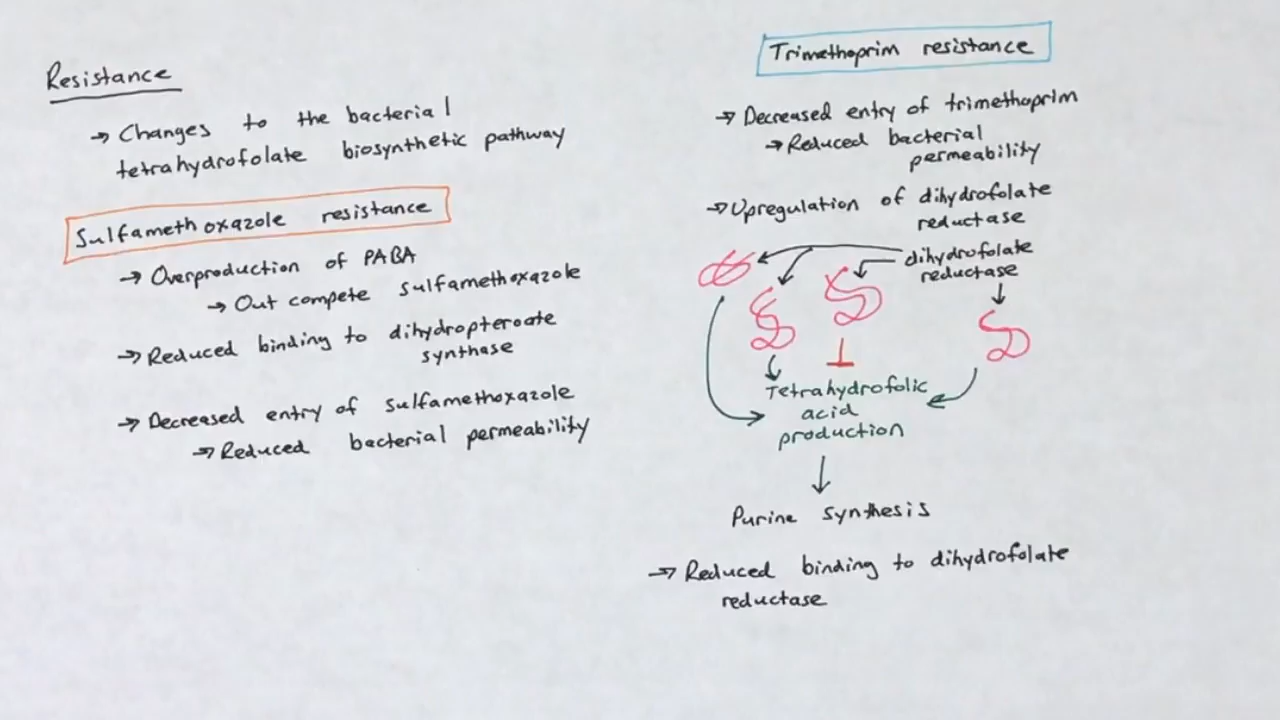 Resistance
→ Changes to the bacterial
tetrahydrofolate biosynthetic pathway
Sulfamethoxazole resistance
→ Overproduction of PABA
→ Out compete sulfamethoxazole
→ Reduced binding to dihydropteroate
synthase
→ Decreased entry of sulfamethoxazole
→ Reduced bacterial permeability
Trimethoprim resistance
→ Decreased entry of trimethoprim
→ Reduced bacterial
permeability
→ Upregulation of dihydrofolate
reductase
dihydrofolate
reductase
Tetrahydrofolic
acid
production
Purine synthesis
→ Reduced binding to dihydrofolate
reductase